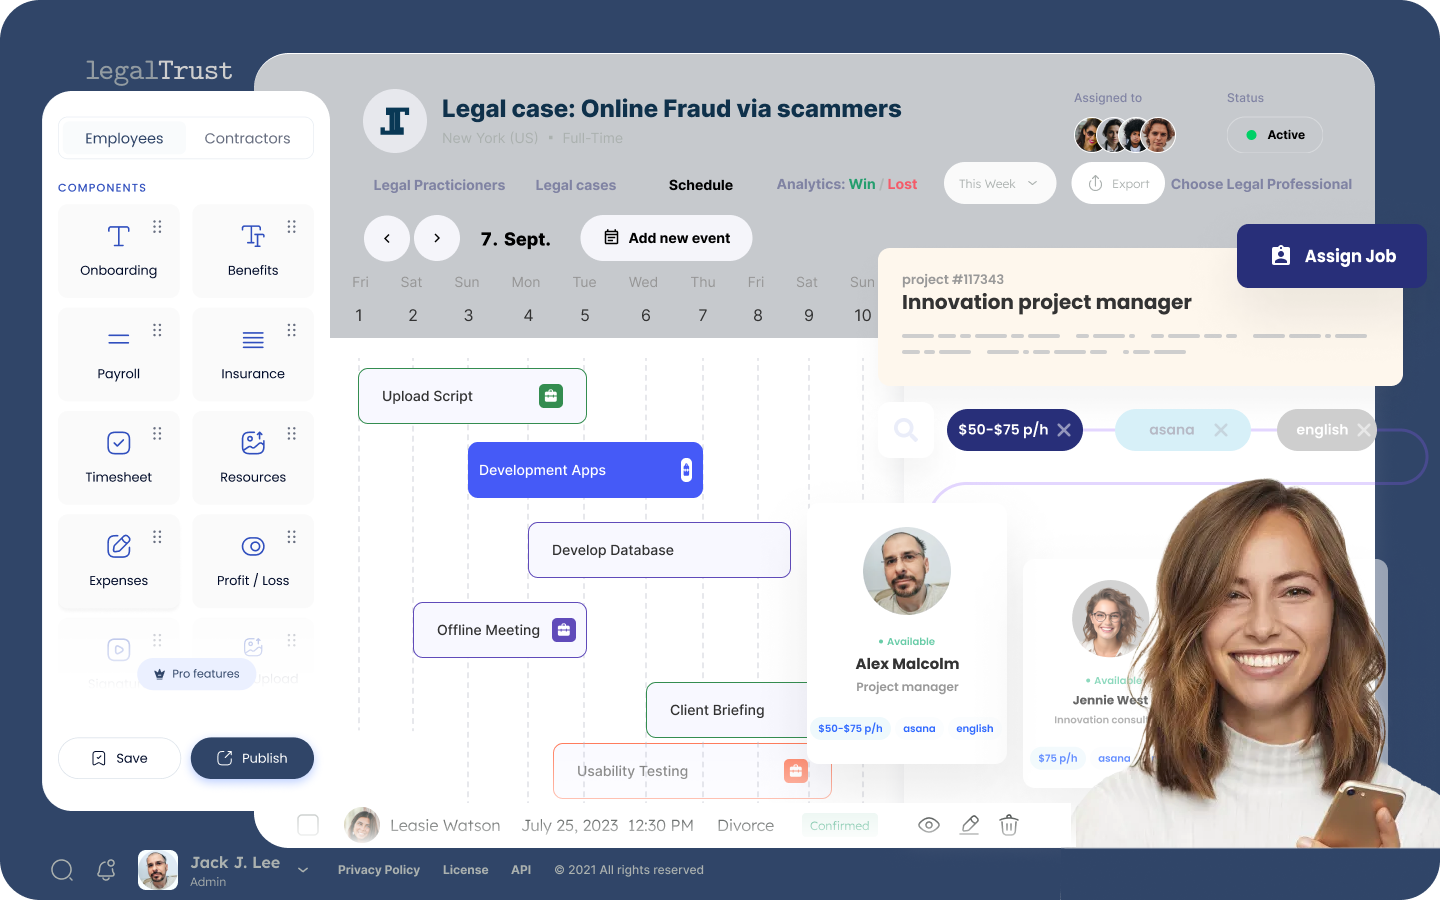 legalTrust
Employees
Contractors
COMPONENTS
Onboarding
Benefits
Payroll
Insurance
Timesheet
Resources
Expenses
Profit / Loss
Upload
Pro features
Save
Publish
Legal case: Online Fraud via scammers
New York (US) • Full-Time
Assigned to
Status
Active
Legal Practicioners
Legal cases
Schedule
Analytics: Win / Lost
This Week
Export
Choose Legal Professional
7. Sept.
Add new event
Fri Sat Sun Mon Tue Wed Thu Fri Sat Sun
1 2 3 4 5 6 7 8 9 10
Assign Job
project #117343
Innovation project manager
$50-$75 p/h
asana
english
Upload Script
Development Apps
Develop Database
Offline Meeting
Client Briefing
Usability Testing
• Available
Alex Malcolm
Project manager
$50-$75 p/h asana english
• Available
Jennie West
Innovation consult
$75 p/h asana
Leasie Watson July 25, 2023 12:30 PM Divorce Confirmed
Jack J. Lee
Admin
Privacy Policy License API © 2021 All rights reserved